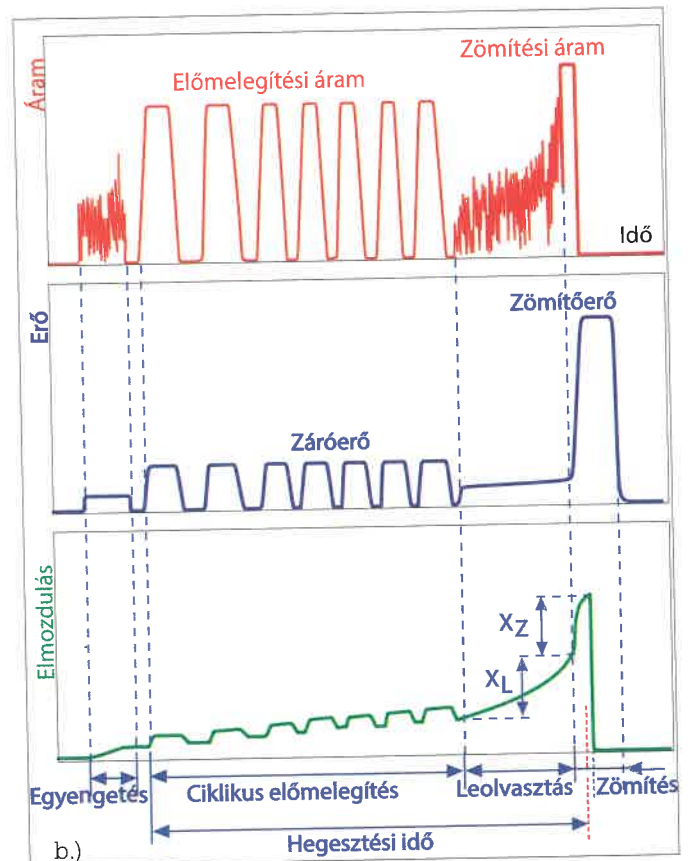 Áram
Előmelegítési áram
Zömítési áram
Idő
Erő
Záróerő
Zömítőerő
Elmozdulás
XZ
XL
Egyengetés
Ciklikus előmelegítés
Leolvasztás
Zömítés
Hegesztési idő
b.)